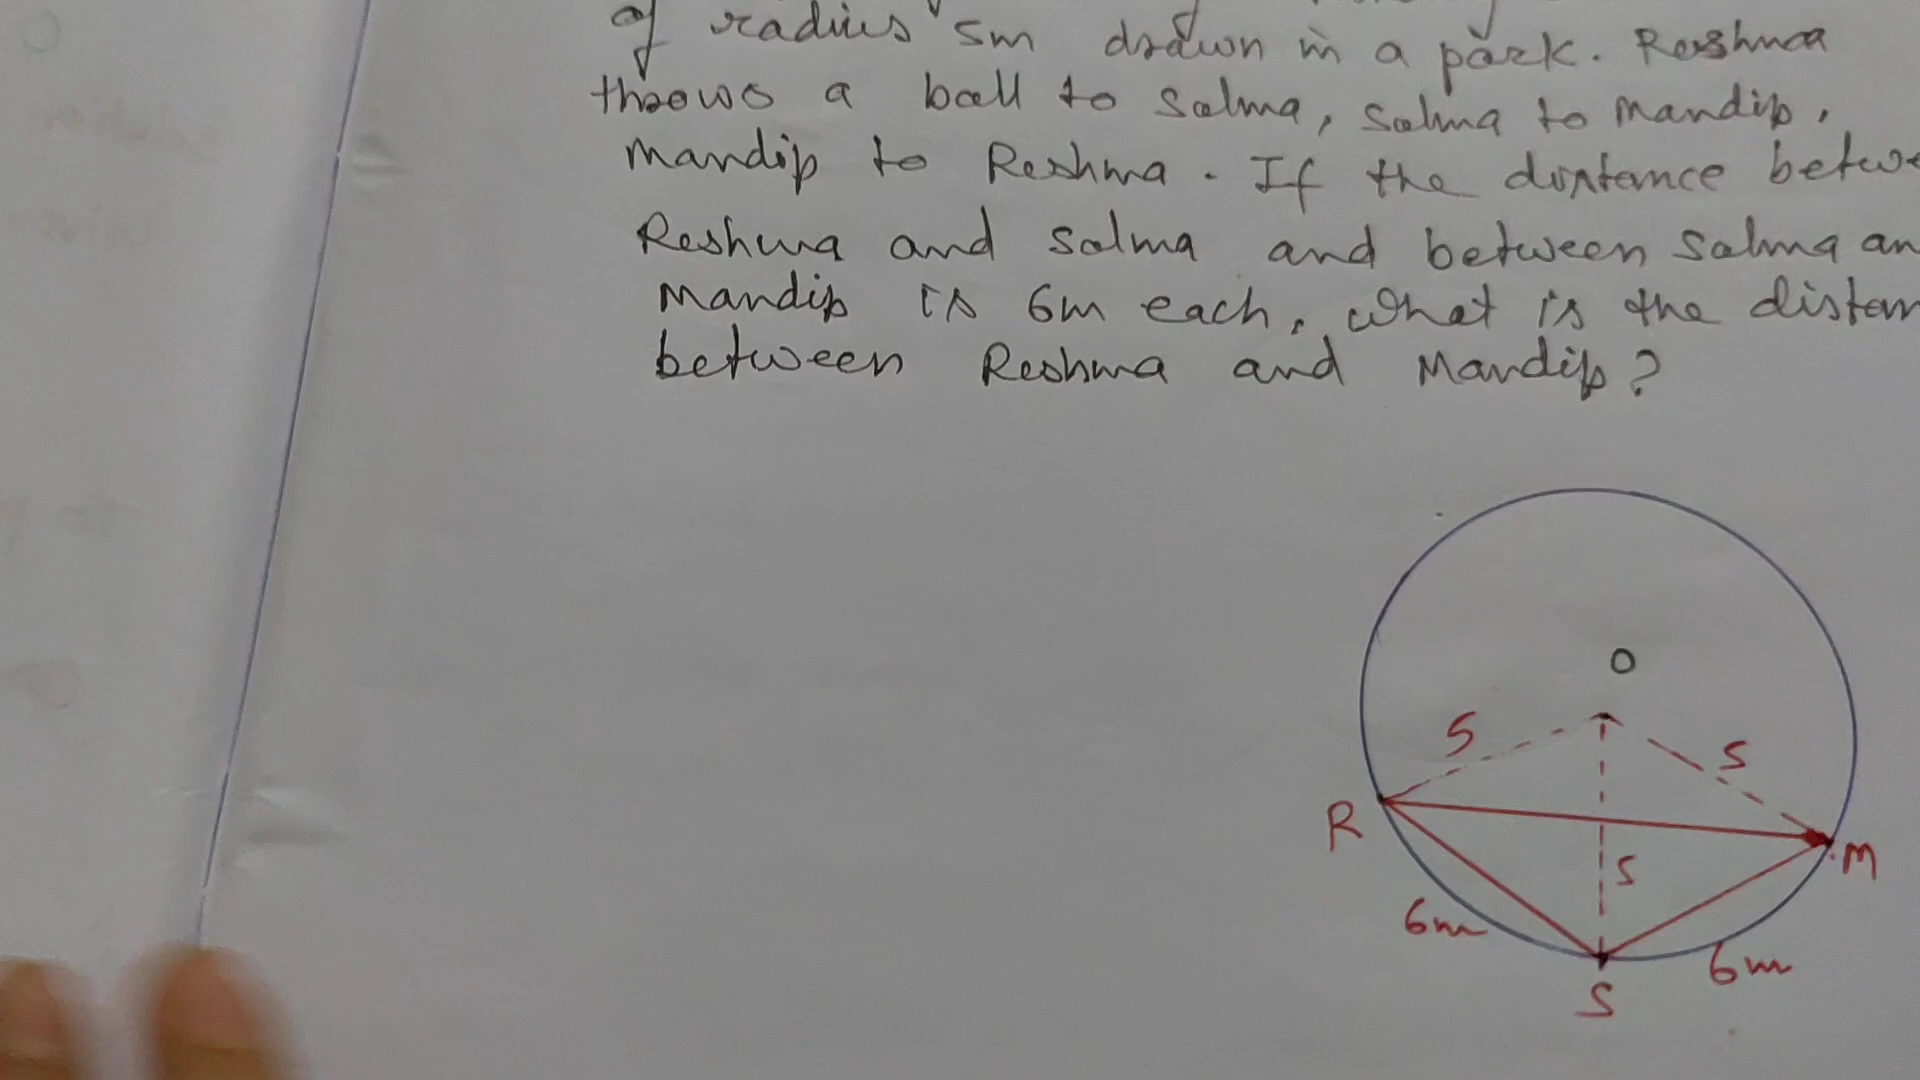 of radius 5m drawn in a park. Reshma
throws a ball to Salma, Salma to Mandip,
Mandip to Reshma. If the distance betwe
Reshma and Salma and between Salma an
Mandip is 6m each, what is the distan
between Reshma and Mandip?
O
5
5
R
5
M
6m
6m
S